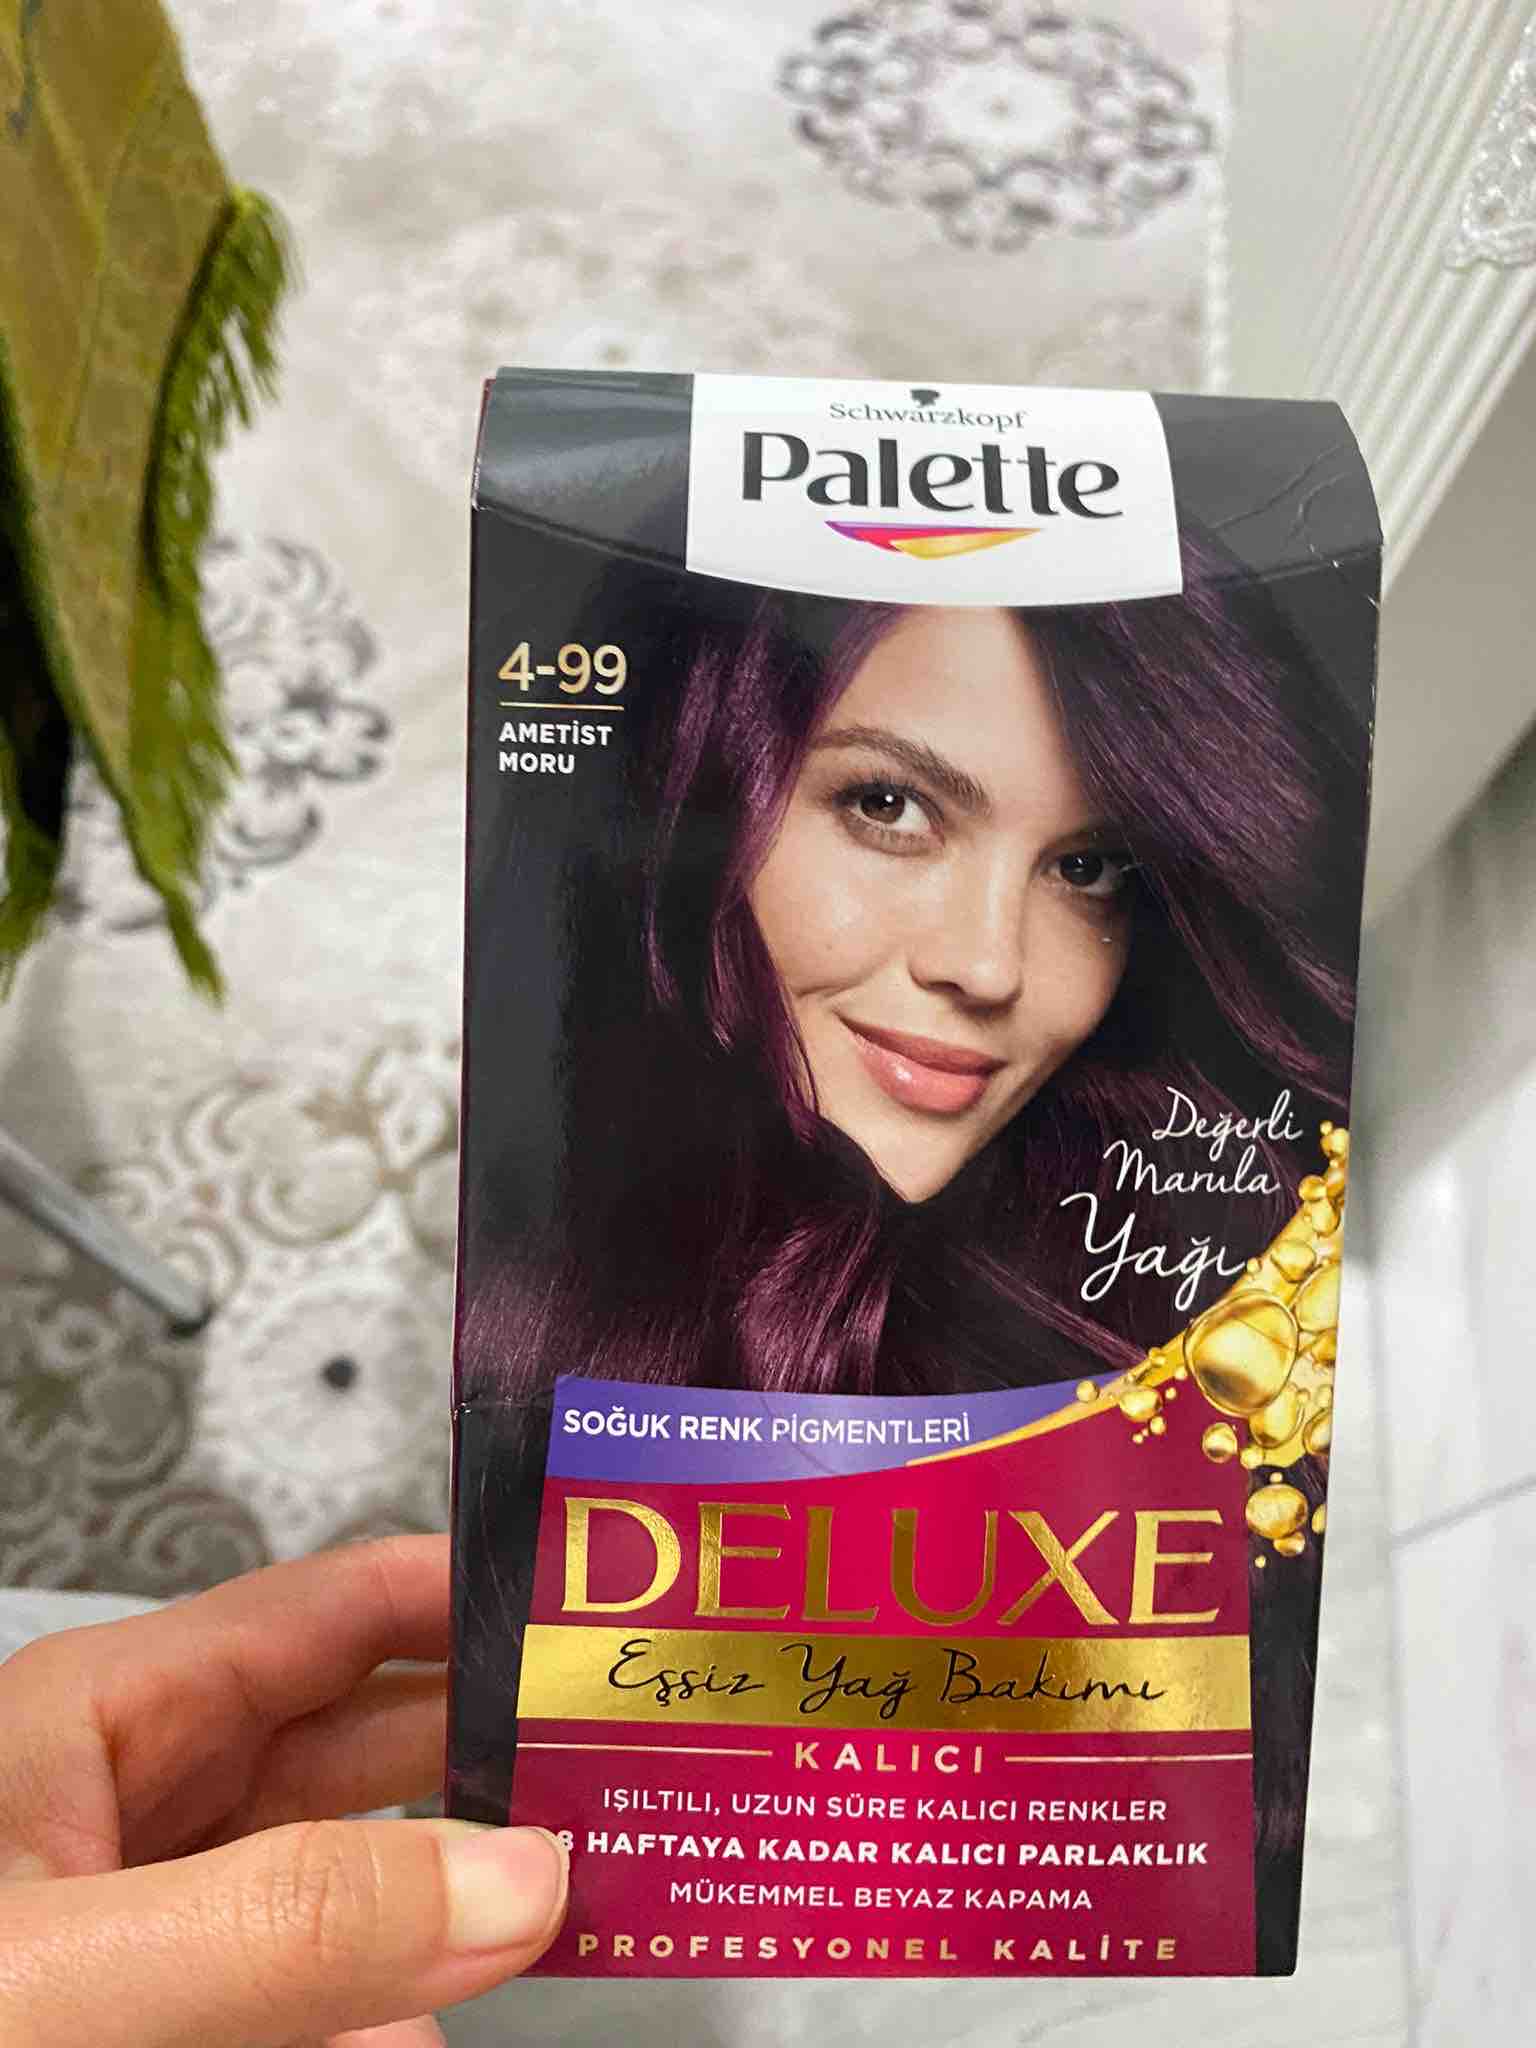 Schwarzkopf
Palette
4-99
AMETİST
MORU
Değerli
Marula
Yağı
SOĞUK RENK PİGMENTLERİ
DELUXE
Eşsiz Yağ Bakımı
KALICI
IŞILTILI, UZUN SÜRE KALICI RENKLER
8 HAFTAYA KADAR KALICI PARLAKLIK
MÜKEMMEL BEYAZ KAPAMA
PROFESYONEL KALİTE